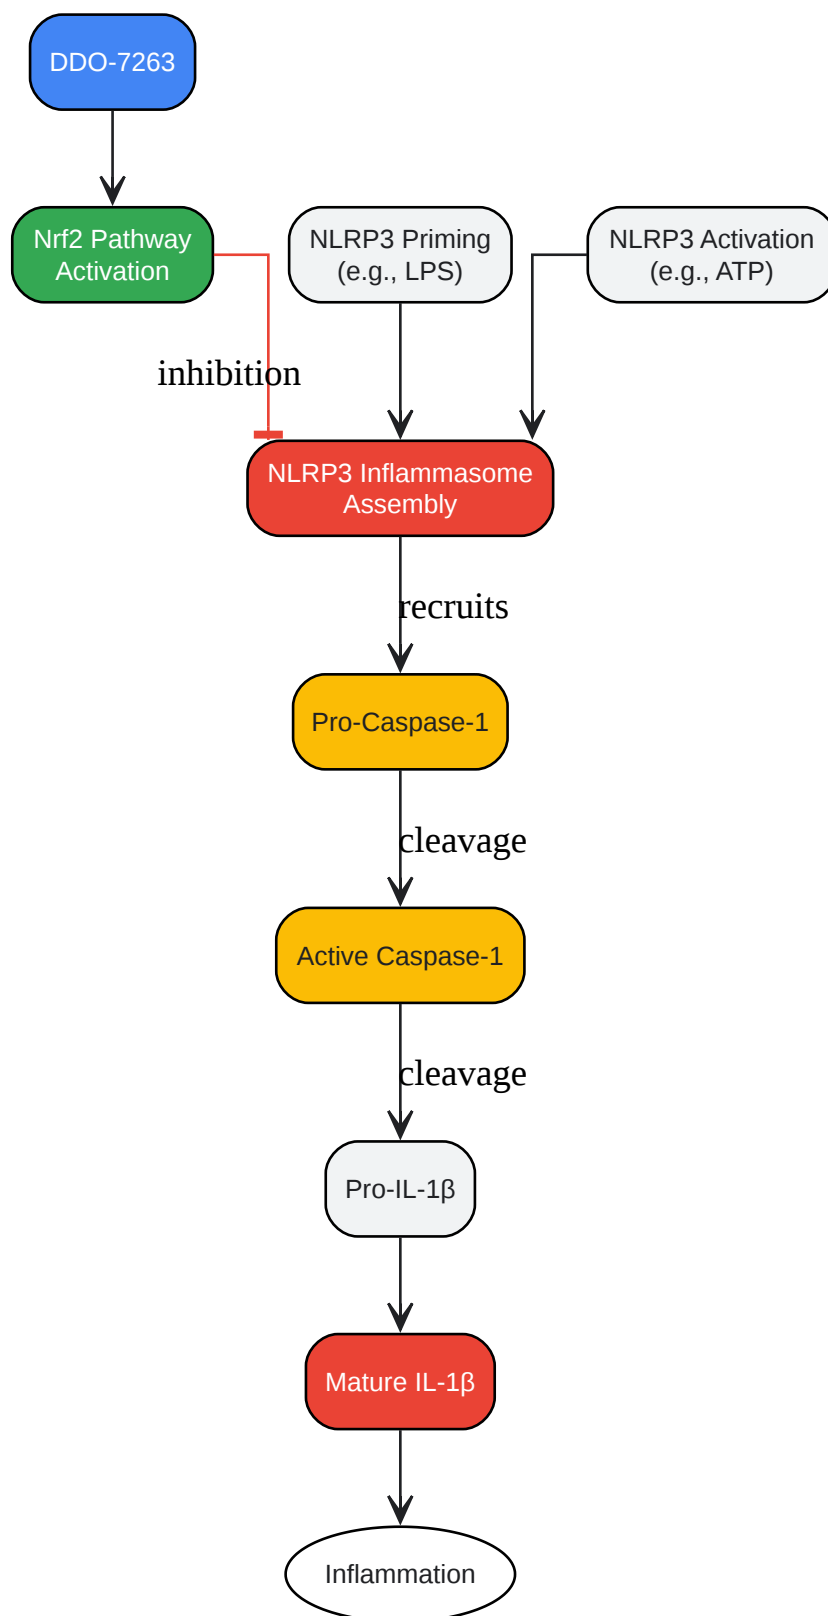 DDO-7263
Nrf2 Pathway
Activation
NLRP3 Priming
(e.g., LPS)
NLRP3 Activation
(e.g., ATP)
inhibition
NLRP3 Inflammasome
Assembly
recruits
Pro-Caspase-1
cleavage
Active Caspase-1
cleavage
Pro-IL-1β
Mature IL-1β
Inflammation